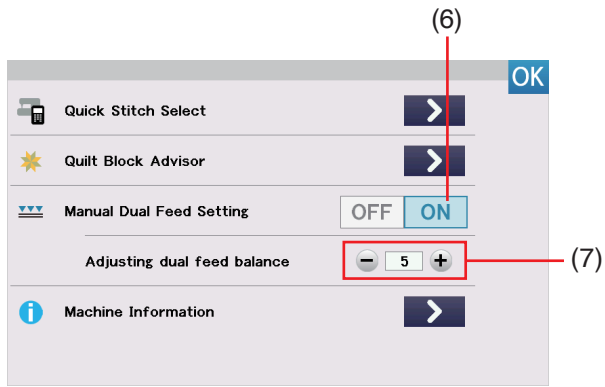 (6)
OK
Quick Stitch Select
Quilt Block Advisor
Manual Dual Feed Setting OFF ON
Adjusting dual feed balance − 5 + (7)
Machine Information